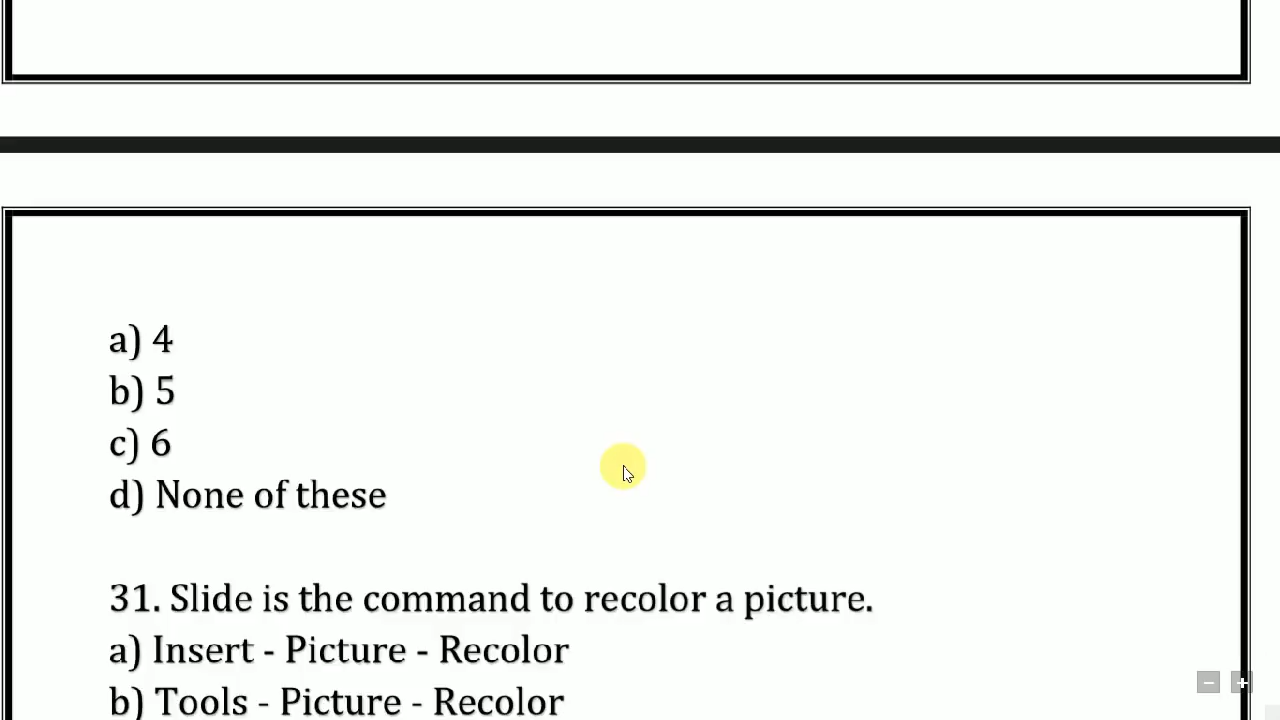 a) 4
b) 5
c) 6
d) None of these
31. Slide is the command to recolor a picture.
a) Insert - Picture - Recolor
b) Tools - Picture - Recolor